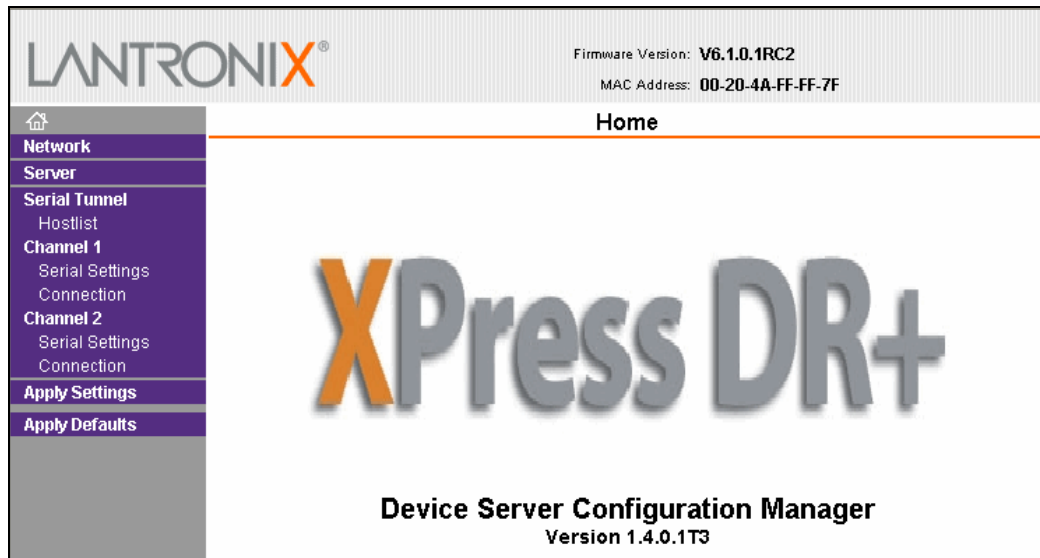 LANTRONIX®
Firmware Version: V6.1.0.1RC2
MAC Address: 00-20-4A-FF-FF-7F
Home
Network
Server
Serial Tunnel
Hostlist
Channel 1
Serial Settings
Connection
Channel 2
Serial Settings
Connection
Apply Settings
Apply Defaults
XPress DR+
Device Server Configuration Manager
Version 1.4.0.1T3